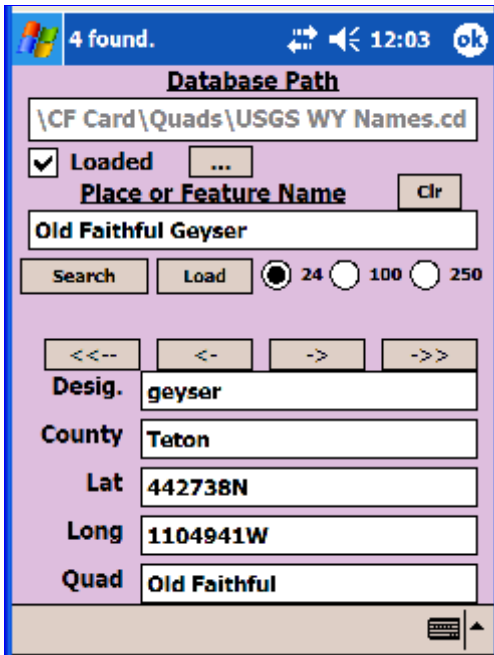 4 found. 12:03 ok
Database Path
\CF Card\Quads\USGS WY Names.cd
Loaded ...
Place or Feature Name Clr
Old Faithful Geyser
Search Load 24 100 250
<<-- <- -> ->>
Desig. geyser
County Teton
Lat 442738N
Long 1104941W
Quad Old Faithful